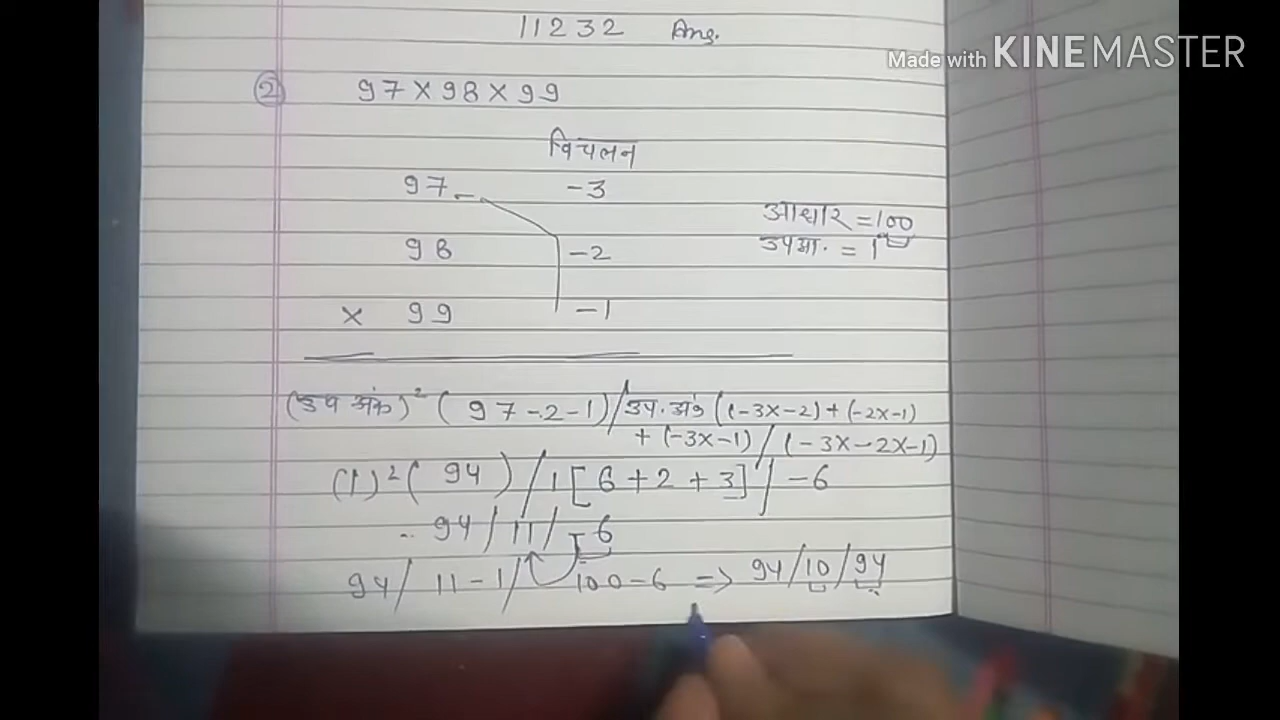 11232 Ans.
Made with KINEMASTER
② 97 × 98 × 99
विचलन
97 -3
आधार = 100
98 -2
उपआ. = 1
× 99 -1
(उप अंक)² (97-2-1) / उप. अंक ((-3×-2) + (-2×-1)
+ (-3×-1) / (-3×-2×-1)
(1)² (94) / 1 [6+2+3] / -6
94 / 11 / -6
94 / 11-1 / 100-6 => 94/10/94